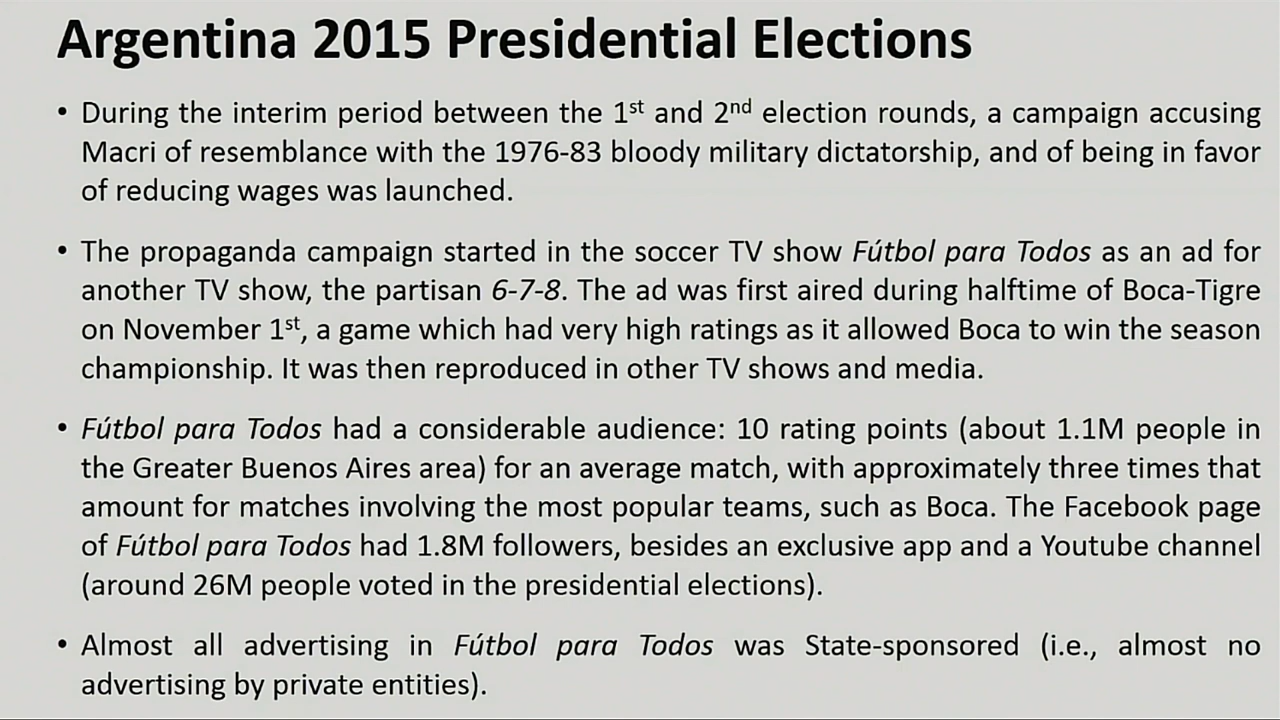 Argentina 2015 Presidential Elections
• During the interim period between the 1st and 2nd election rounds, a campaign accusing
Macri of resemblance with the 1976-83 bloody military dictatorship, and of being in favor
of reducing wages was launched.
• The propaganda campaign started in the soccer TV show Fútbol para Todos as an ad for
another TV show, the partisan 6-7-8. The ad was first aired during halftime of Boca-Tigre
on November 1st, a game which had very high ratings as it allowed Boca to win the season
championship. It was then reproduced in other TV shows and media.
• Fútbol para Todos had a considerable audience: 10 rating points (about 1.1M people in
the Greater Buenos Aires area) for an average match, with approximately three times that
amount for matches involving the most popular teams, such as Boca. The Facebook page
of Fútbol para Todos had 1.8M followers, besides an exclusive app and a Youtube channel
(around 26M people voted in the presidential elections).
• Almost all advertising in Fútbol para Todos was State-sponsored (i.e., almost no
advertising by private entities).